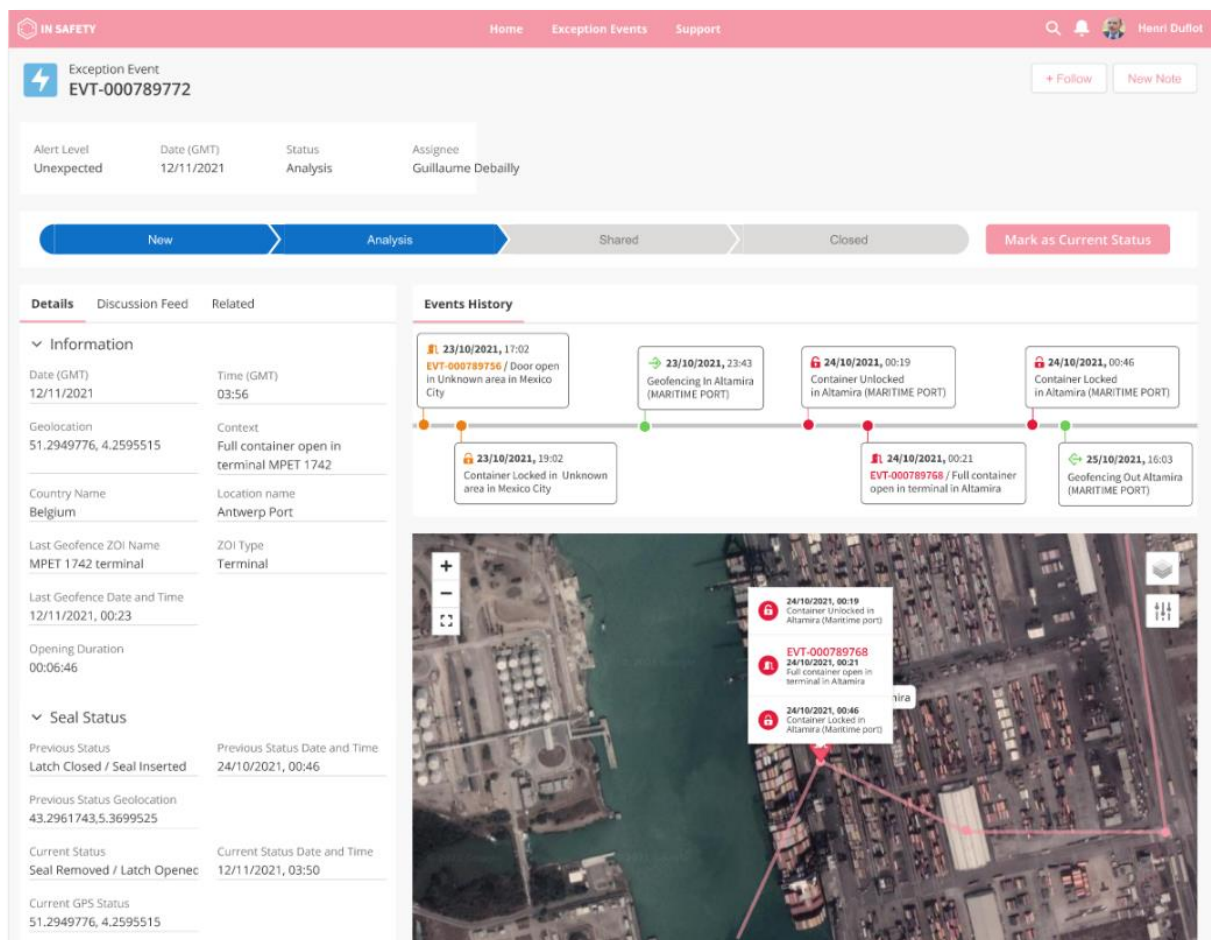 IN SAFETY
Home Exception Events Support
Henri Duflot
Exception Event
EVT-000789772
+ Follow New Note
Alert Level Date (GMT) Status Assignee
Unexpected 12/11/2021 Analysis Guillaume Debailly
New Analysis Shared Closed Mark as Current Status
Details Discussion Feed Related
Information
Date (GMT) Time (GMT)
12/11/2021 03:56
Geolocation Context
51.2949776, 4.2595515 Full container open in
terminal MPET 1742
Country Name Location name
Belgium Antwerp Port
Last Geofence ZOI Name ZOI Type
MPET 1742 terminal Terminal
Last Geofence Date and Time
12/11/2021, 00:23
Opening Duration
00:06:46
Seal Status
Previous Status Previous Status Date and Time
Latch Closed / Seal Inserted 24/10/2021, 00:46
Previous Status Geolocation
43.2961743,5.3699525
Current Status Current Status Date and Time
Seal Removed / Latch Openec 12/11/2021, 03:50
Current GPS Status
51.2949776, 4.2595515
Events History
23/10/2021, 17:02
EVT-000789756 / Door open
in Unknown area in Mexico
City
23/10/2021, 19:02
Container Locked in Unknown
area in Mexico City
23/10/2021, 23:43
Geofencing In Altamira
(MARITIME PORT)
24/10/2021, 00:19
Container Unlocked
in Altamira (MARITIME PORT)
24/10/2021, 00:21
EVT-000789768 / Full container
open in terminal in Altamira
24/10/2021, 00:46
Container Locked
in Altamira (MARITIME PORT)
25/10/2021, 16:03
Geofencing Out Altamira
(MARITIME PORT)
+
−
24/10/2021, 00:19
Container Unlocked in
Altamira (Maritime port)
EVT-000789768
24/10/2021, 00:21
Full container open in
terminal in Altamira
24/10/2021, 00:46
Container Locked in
Altamira (Maritime port)
nira